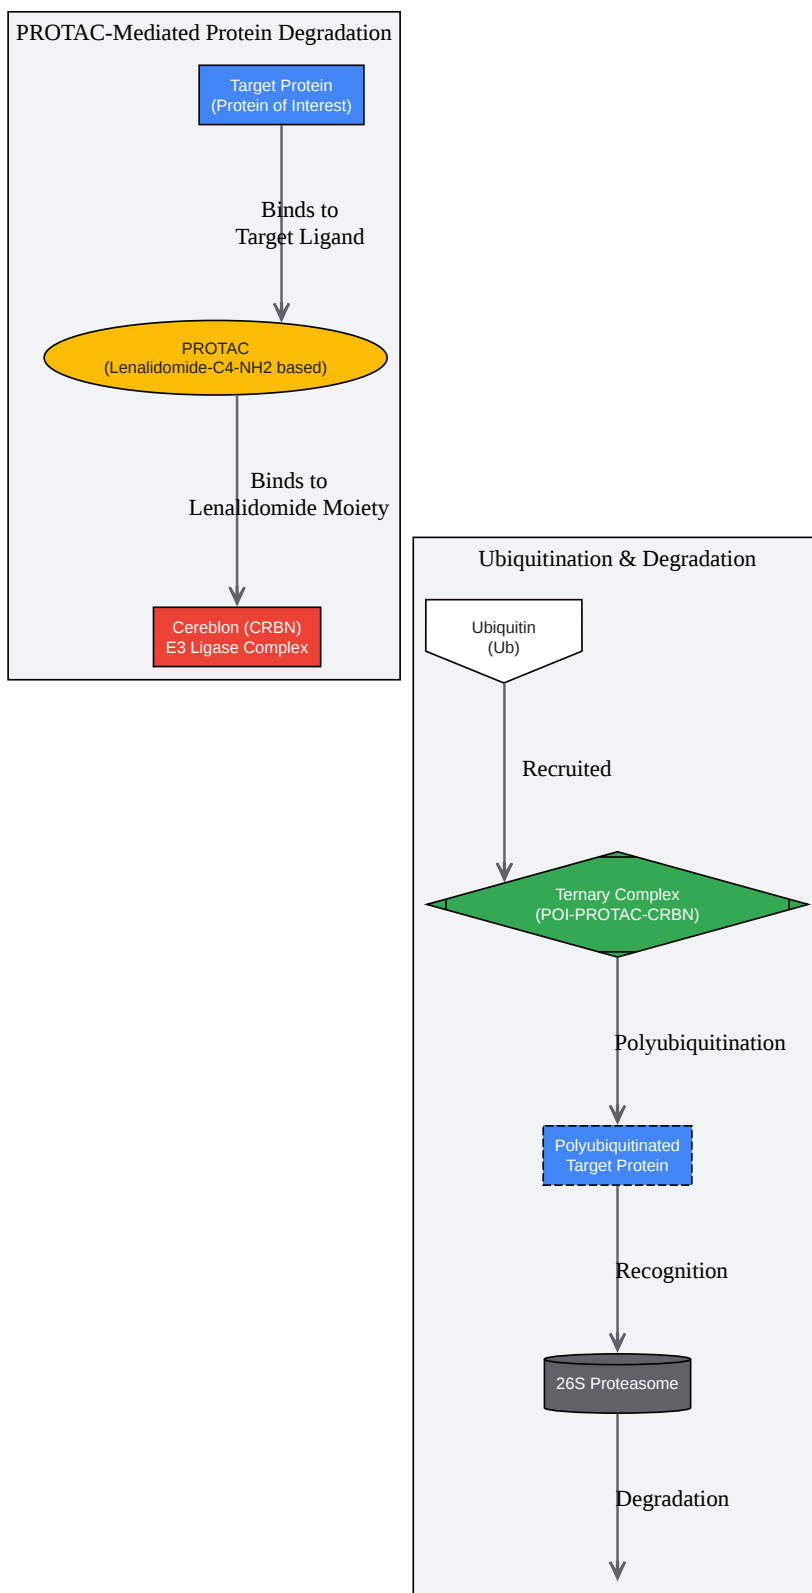 PROTAC-Mediated Protein Degradation
Target Protein
(Protein of Interest)
Binds to
Target Ligand
PROTAC
(Lenalidomide-C4-NH2 based)
Binds to
Lenalidomide Moiety
Cereblon (CRBN)
E3 Ligase Complex
Ubiquitination & Degradation
Ubiquitin
(Ub)
Recruited
Ternary Complex
(POI-PROTAC-CRBN)
Polyubiquitination
Polyubiquitinated
Target Protein
Recognition
26S Proteasome
Degradation